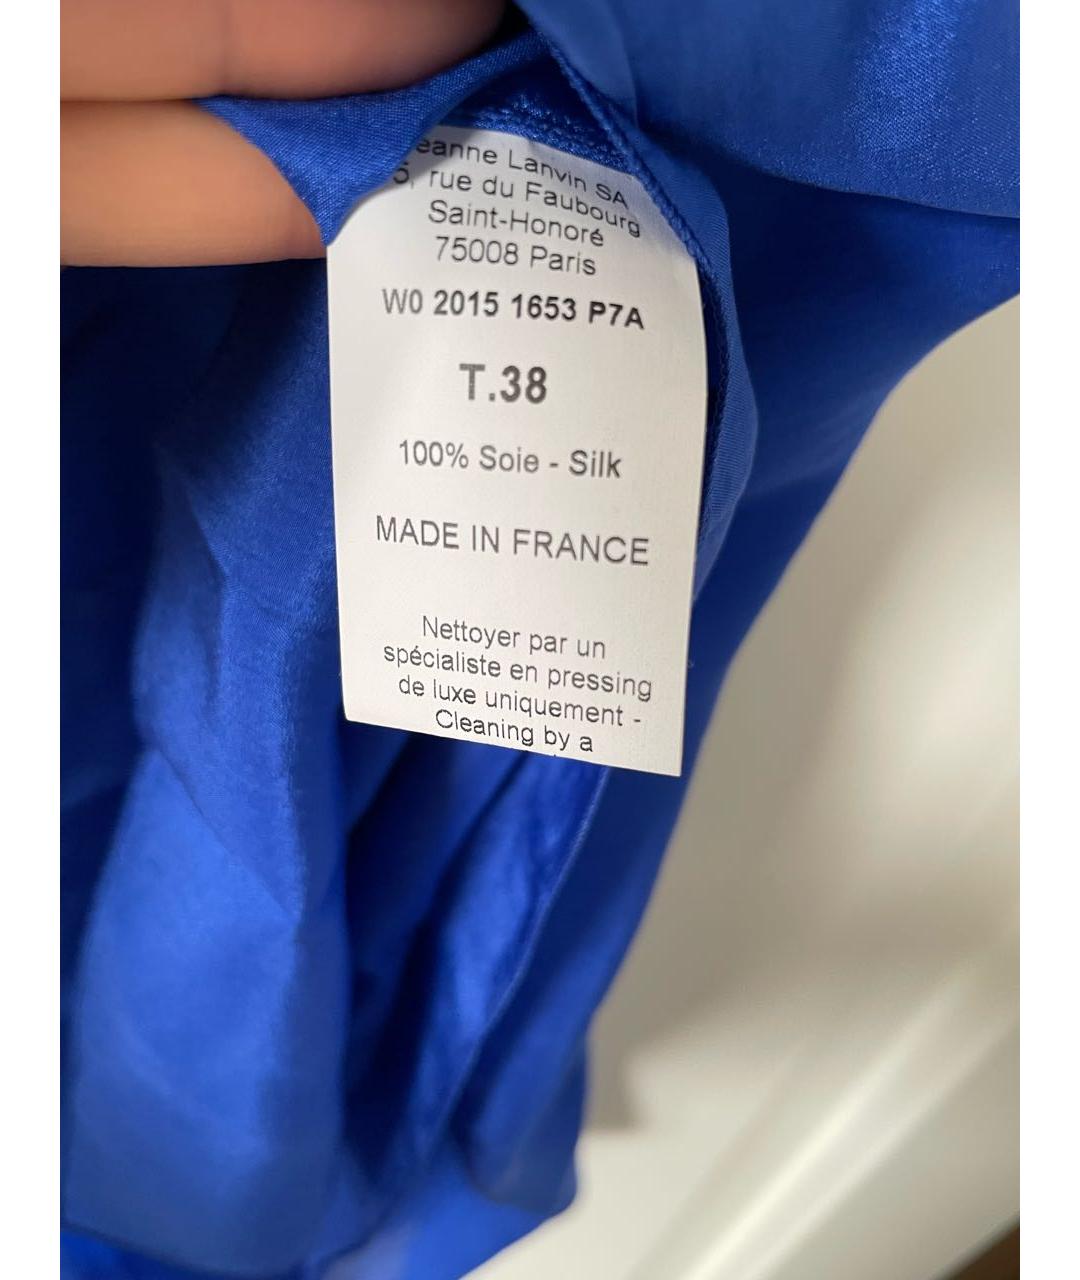 eanne Lanvin SA
5, rue du Faubourg
Saint-Honoré
75008 Paris
W0 2015 1653 P7A
T.38
100% Soie - Silk
MADE IN FRANCE
Nettoyer par un
spécialiste en pressing
de luxe uniquement -
Cleaning by a